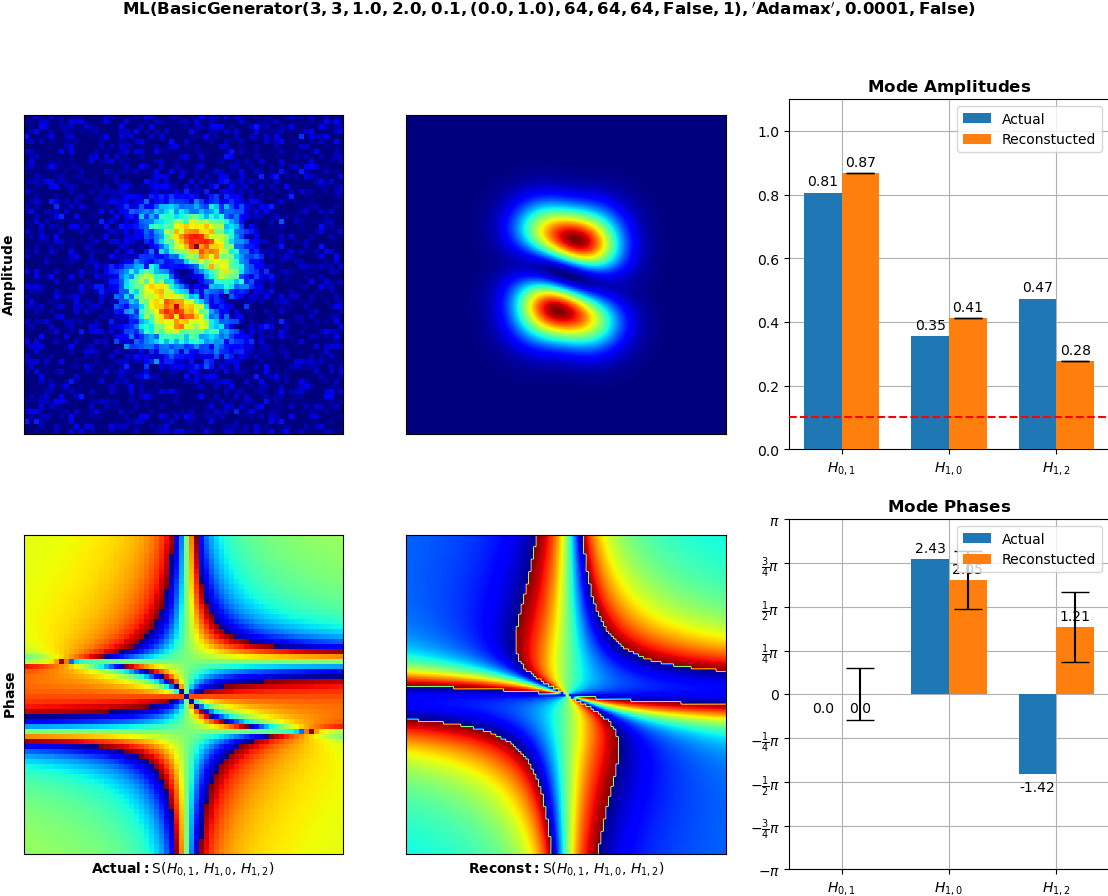 ML(BasicGenerator(3, 3, 1.0, 2.0, 0.1, (0.0, 1.0), 64, 64, 64, False, 1), ′Adamax′, 0.0001, False)
Mode Amplitudes
Actual
Reconstucted
1.0
0.8
0.6
0.4
0.2
0.0
0.81
0.87
0.35
0.41
0.47
0.28
H0,1
H1,0
H1,2
Amplitude
Mode Phases
Actual
Reconstucted
π
3/4π
1/2π
1/4π
0
−1/4π
−1/2π
−3/4π
−π
0.0
0.0
2.43
2.05
-1.42
1.21
H0,1
H1,0
H1,2
Phase
Actual: S(H0,1, H1,0, H1,2)
Reconst: S(H0,1, H1,0, H1,2)